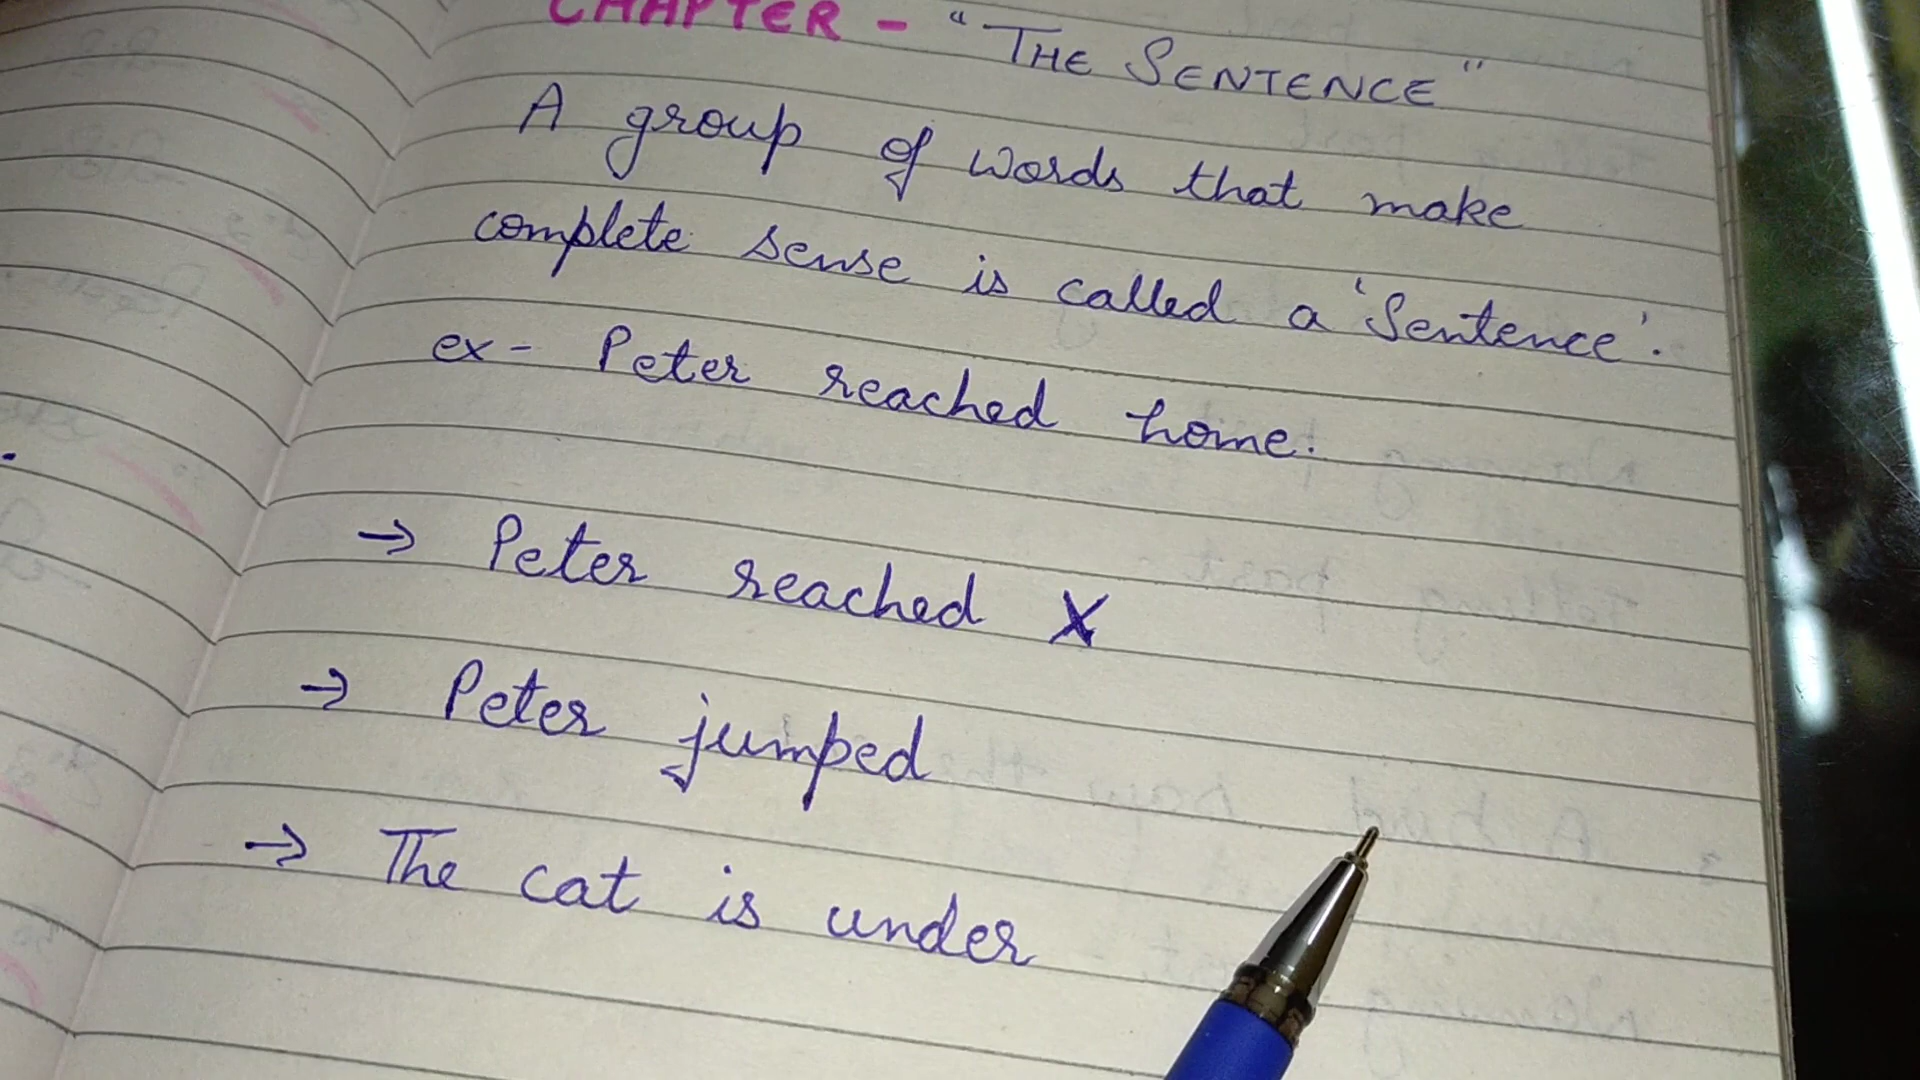 CHAPTER - "THE SENTENCE"
A group of words that make
complete sense is called a 'Sentence'.
ex - Peter reached home.
→ Peter reached X
→ Peter jumped
→ The cat is under